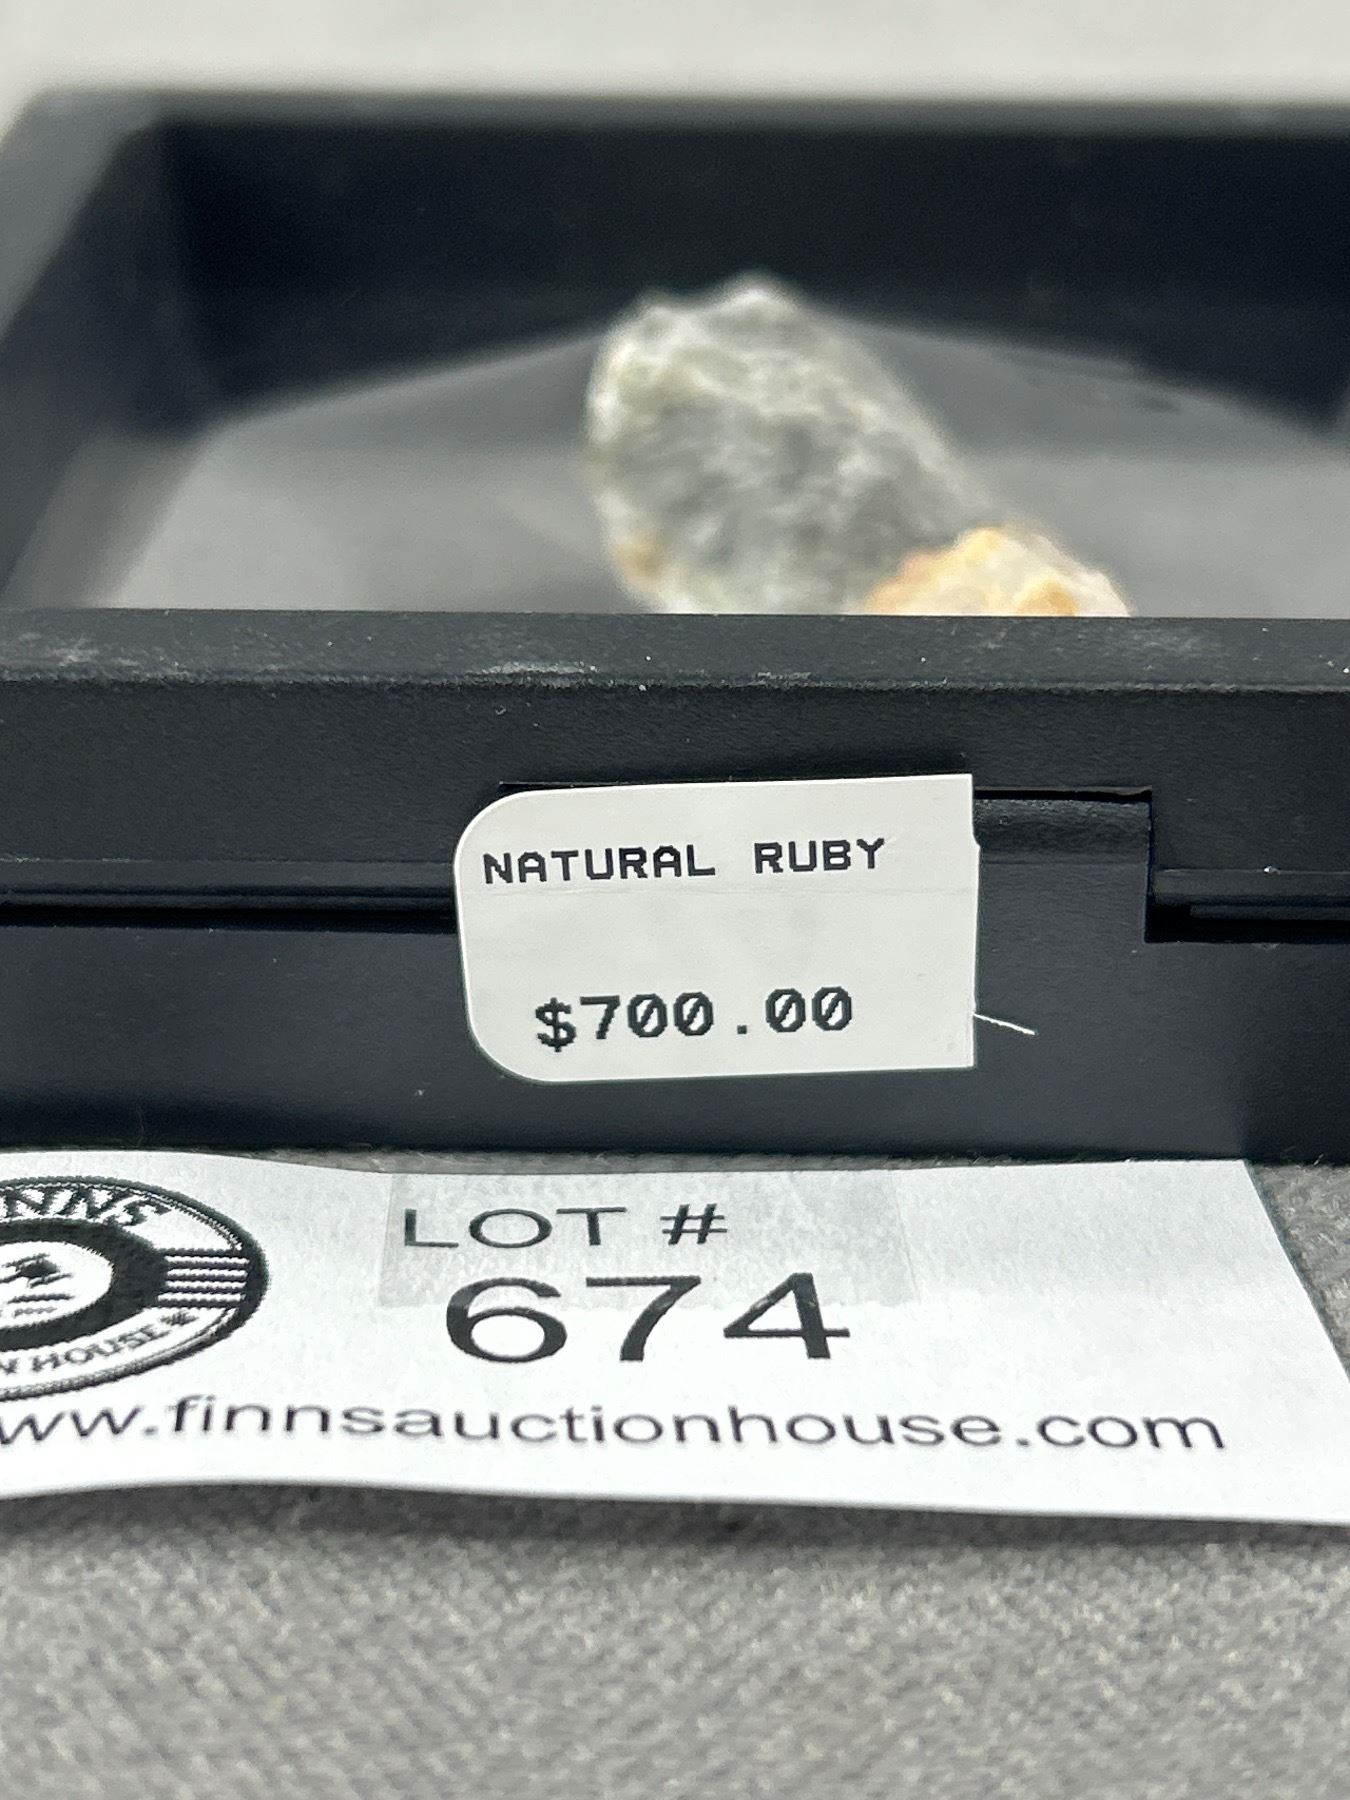 NATURAL RUBY
$700.00
LOT #
674
www.finnsauctionhouse.com